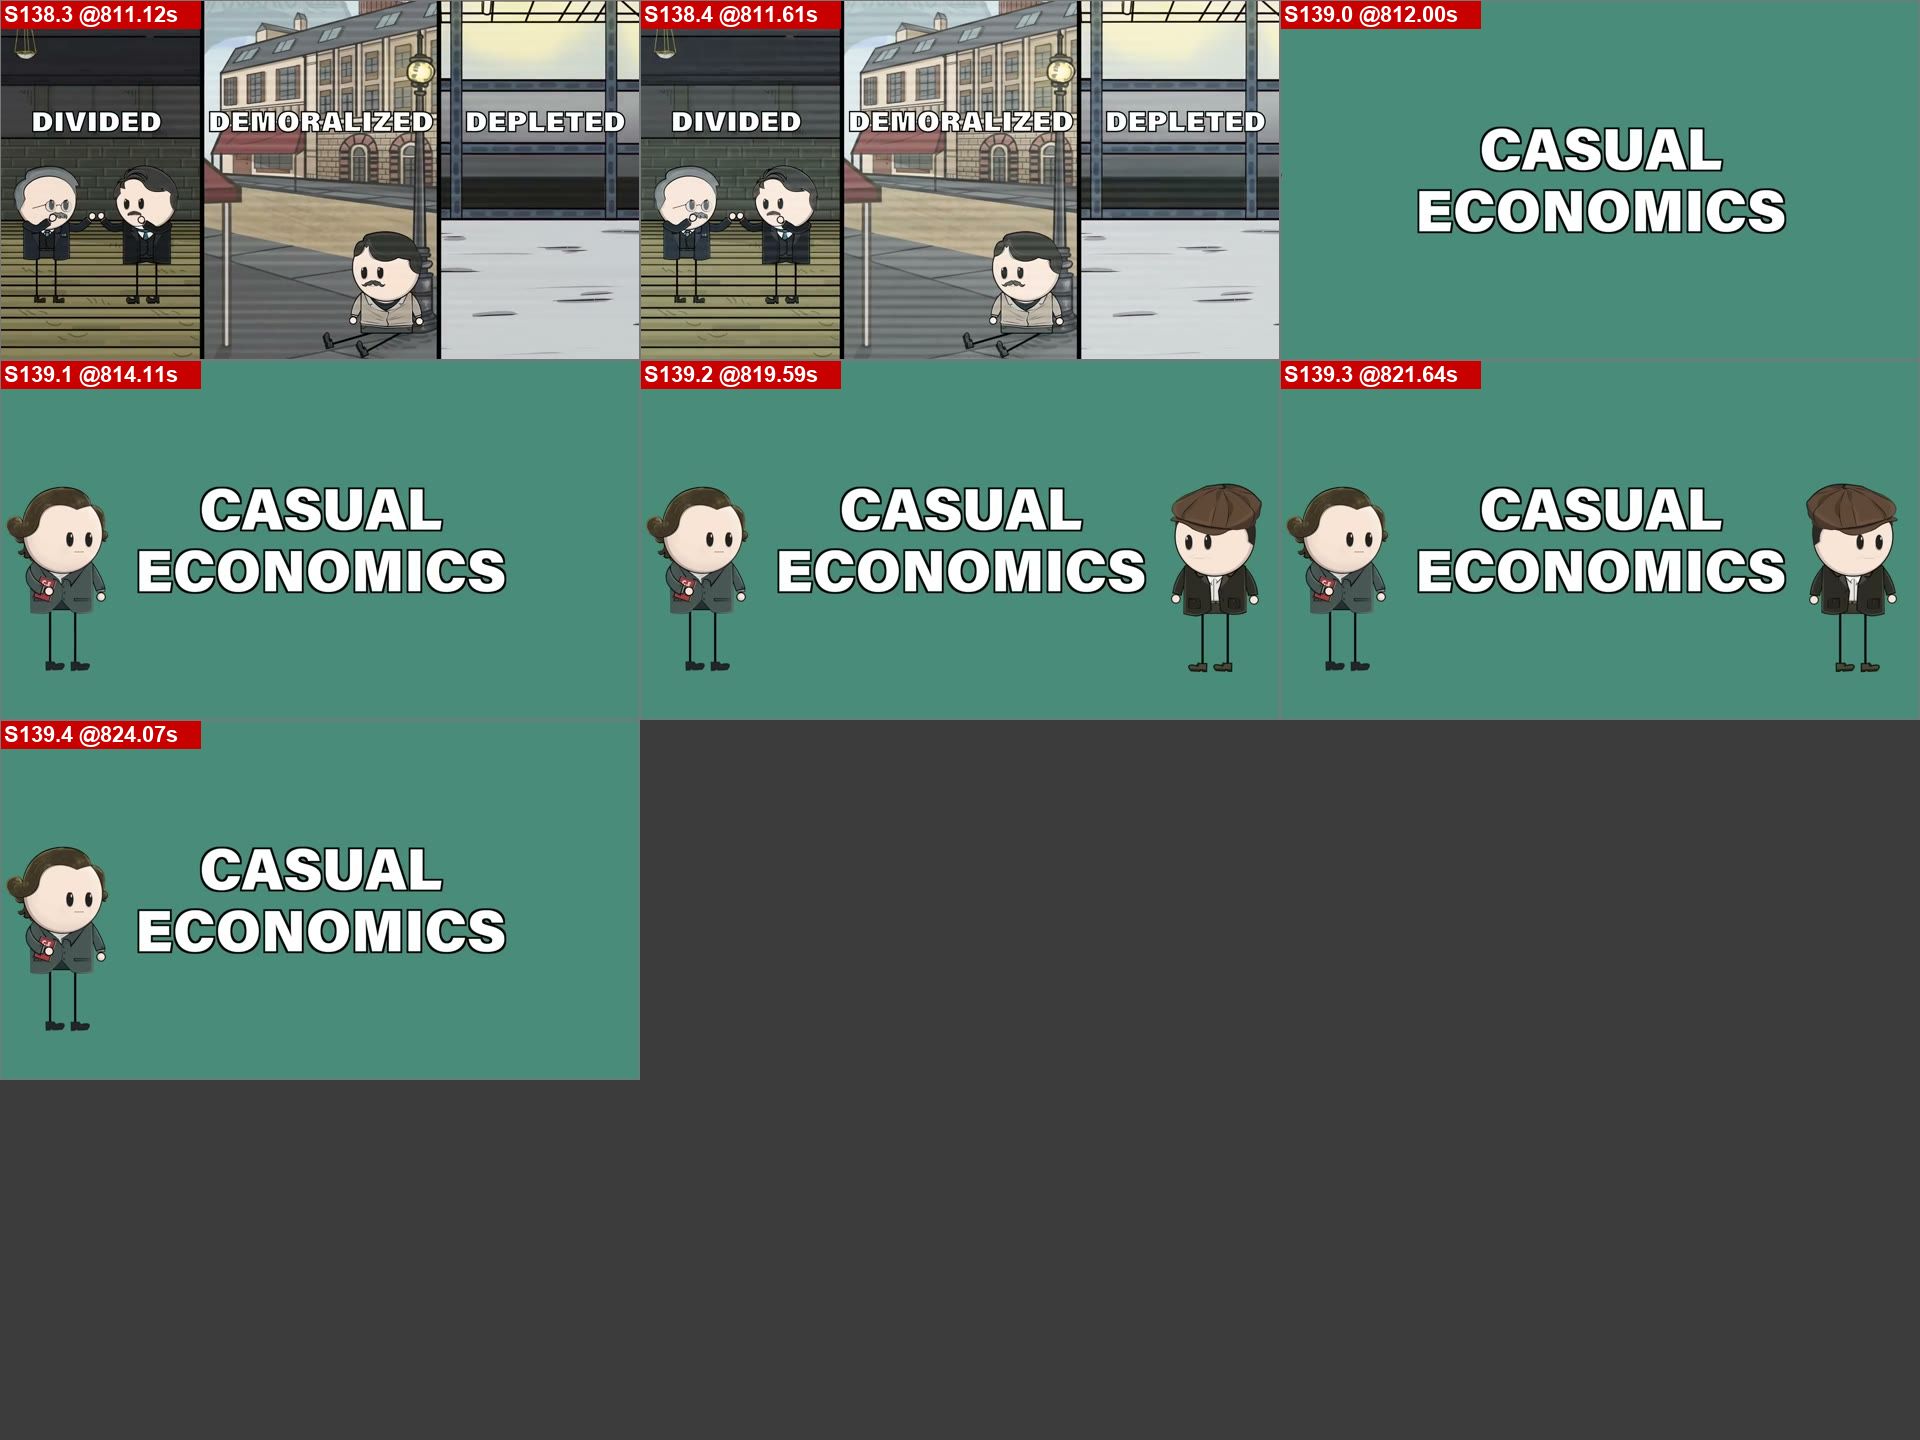 S138.3 @811.12s
DIVIDED
DEMORALIZED
DEPLETED
S138.4 @811.61s
DIVIDED
DEMORALIZED
DEPLETED
S139.0 @812.00s
CASUAL
ECONOMICS
S139.1 @814.11s
CASUAL
ECONOMICS
S139.2 @819.59s
CASUAL
ECONOMICS
S139.3 @821.64s
CASUAL
ECONOMICS
S139.4 @824.07s
CASUAL
ECONOMICS